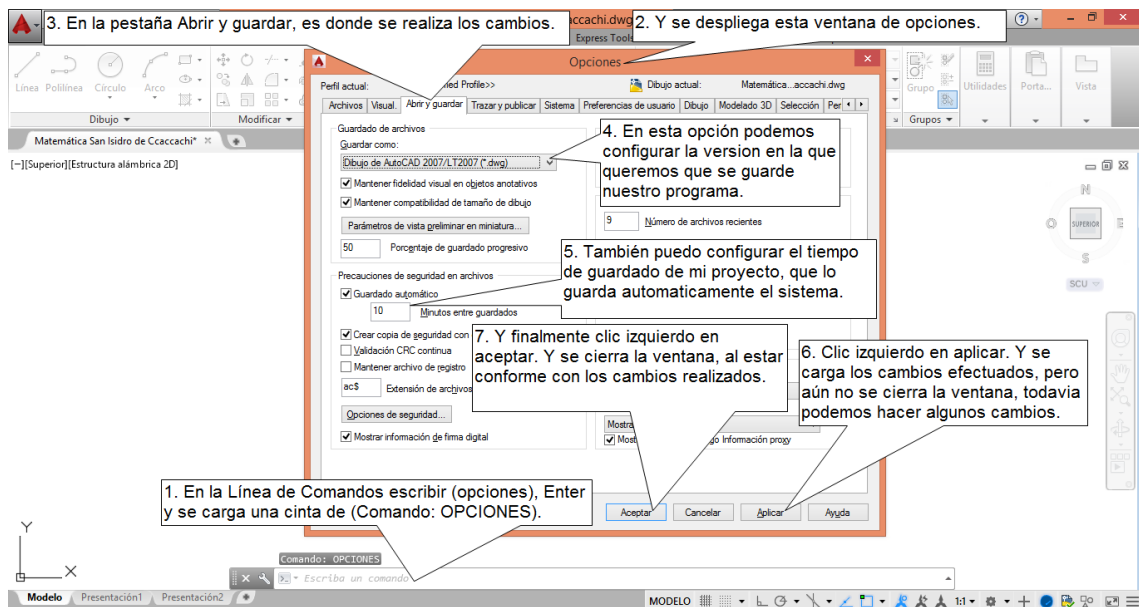 3. En la pestaña Abrir y guardar, es donde se realiza los cambios.
accachi.dwg
2. Y se despliega esta ventana de opciones.
Express Tools
Línea
Polilínea
Círculo
Arco
Dibujo
Modificar
Grupo
Utilidades
Porta...
Vista
Grupos
Matemática San Isidro de Ccaccachi*
[−][Superior][Estructura alámbrica 2D]
Opciones
Perfil actual:
ed Profile>>
Dibujo actual:
Matemática...accachi.dwg
Archivos
Visual.
Abrir y guardar
Trazar y publicar
Sistema
Preferencias de usuario
Dibujo
Modelado 3D
Selección
Per
Guardado de archivos
Guardar como:
Dibujo de AutoCAD 2007/LT2007 (*.dwg)
Mantener fidelidad visual en objetos anotativos
Mantener compatibilidad de tamaño de dibujo
Parámetros de vista preliminar en miniatura...
50 Porcentaje de guardado progresivo
4. En esta opción podemos
configurar la version en la que
queremos que se guarde
nuestro programa.
9 Número de archivos recientes
Precauciones de seguridad en archivos
Guardado automático
10 Minutos entre guardados
5. También puedo configurar el tiempo
de guardado de mi proyecto, que lo
guarda automaticamente el sistema.
Crear copia de seguridad con
Validación CRC continua
Mantener archivo de registro
ac$ Extensión de archivos
Opciones de seguridad...
Mostrar información de firma digital
7. Y finalmente clic izquierdo en
aceptar. Y se cierra la ventana, al estar
conforme con los cambios realizados.
6. Clic izquierdo en aplicar. Y se
carga los cambios efectuados, pero
aún no se cierra la ventana, todavia
podemos hacer algunos cambios.
Mostra
Most
go Información proxy
Aceptar
Cancelar
Aplicar
Ayuda
1. En la Línea de Comandos escribir (opciones), Enter
y se carga una cinta de (Comando: OPCIONES).
N
SUPERIOR
E
O
S
SCU
Y
X
Comando: OPCIONES
Escriba un comando
Modelo
Presentación1
Presentación2
MODELO
1:1